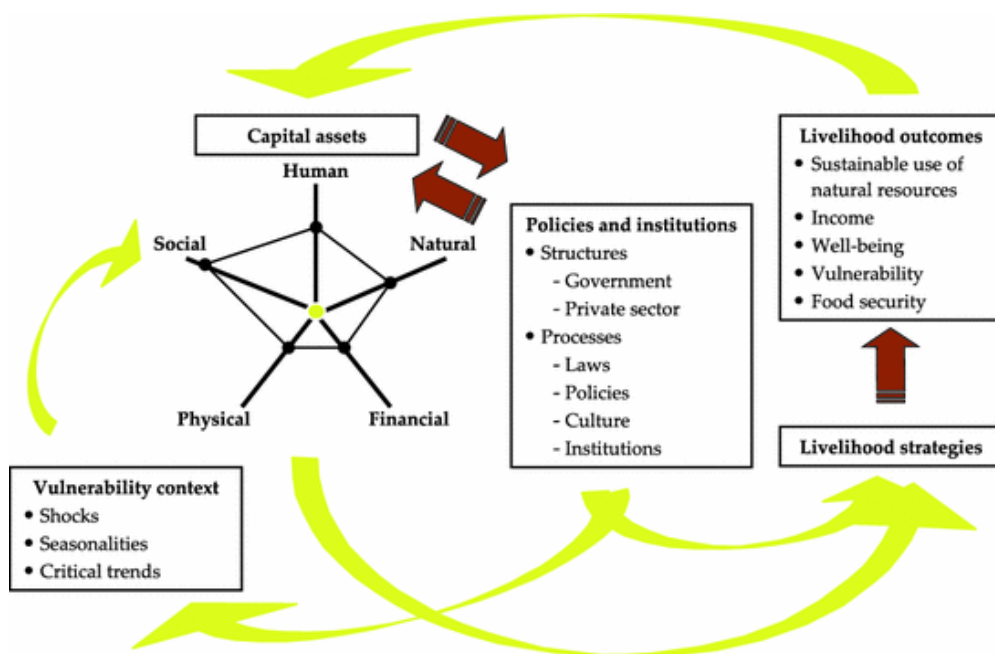 Capital assets
Human
Social
Natural
Physical
Financial
Vulnerability context
• Shocks
• Seasonalities
• Critical trends
Policies and institutions
• Structures
- Government
- Private sector
• Processes
- Laws
- Policies
- Culture
- Institutions
Livelihood outcomes
• Sustainable use of
natural resources
• Income
• Well-being
• Vulnerability
• Food security
Livelihood strategies